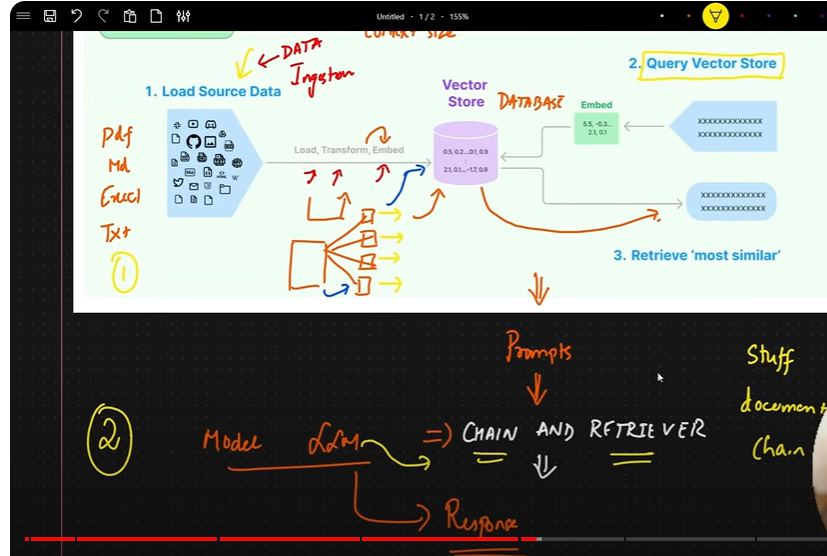 Untitled - 1 / 2 - 155%
context size
DATA
Ingestion
1. Load Source Data
2. Query Vector Store
Vector
Store
DATABASE
Embed
5.5, -0.3...
2.1, 0.1
XXXXXXXXXXXXX
XXXXXXXXXXXXX
Pdf
Md
Excel
Txt
1
Load, Transform, Embed
0.5, 0.2....0.1, 0.9
:
2.1, 0.1....-1.7, 0.9
XXXXXXXXXXXXX
XXXXXXXXXXXXX
3. Retrieve 'most similar'
Prompts
Stuff
document
Chain
2
Model LLM => CHAIN AND RETRIEVER
Response